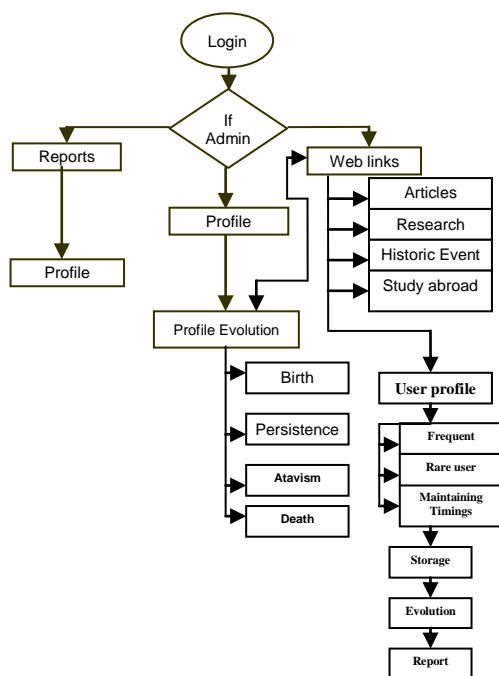 Login
If
Admin
Reports
Web links
Articles
Research
Profile
Historic Event
Profile
Study abroad
Profile Evolution
Birth
User profile
Persistence
Frequent
Rare user
Atavism
Maintaining
Timings
Death
Storage
Evolution
Report